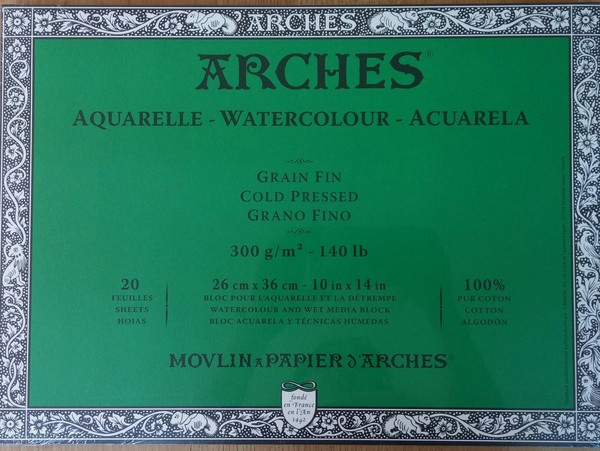 ARCHES
ARCHES®
AQUARELLE - WATERCOLOUR - ACUARELA
GRAIN FIN
COLD PRESSED
GRANO FINO
300 g/m² - 140 lb
20
FEUILLES
SHEETS
HOJAS
26 cm x 36 cm - 10 in x 14 in
BLOC POUR L'AQUARELLE ET LA DÉTREMPE
WATERCOLOUR AND WET MEDIA BLOCK
BLOC ACUARELA Y TÉCNICAS HÚMEDAS
100%
PUR COTON
COTTON
ALGODÓN
MOVLIN A PAPIER D ARCHES®
fondé
en France
en l'An
1492